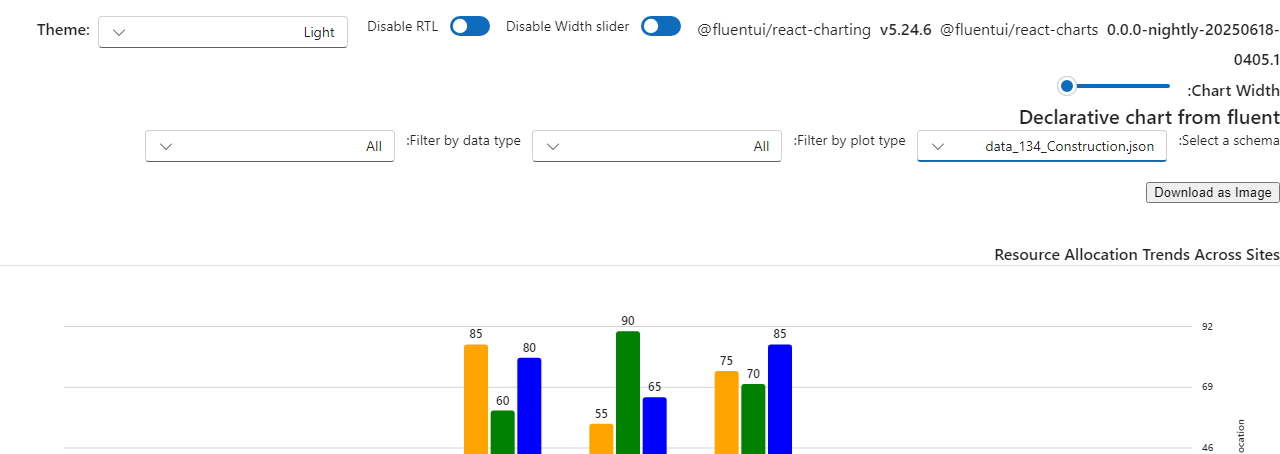 Theme: Light Disable RTL Disable Width slider @fluentui/react-charting v5.24.6 @fluentui/react-charts 0.0.0-nightly-20250618-
0405.1
:Chart Width
Declarative chart from fluent
:Select a schema data_134_Construction.json :Filter by plot type All :Filter by data type All
Download as Image
Resource Allocation Trends Across Sites
90
92
85
85
80
75
70
69
65
60
55
46
ocation